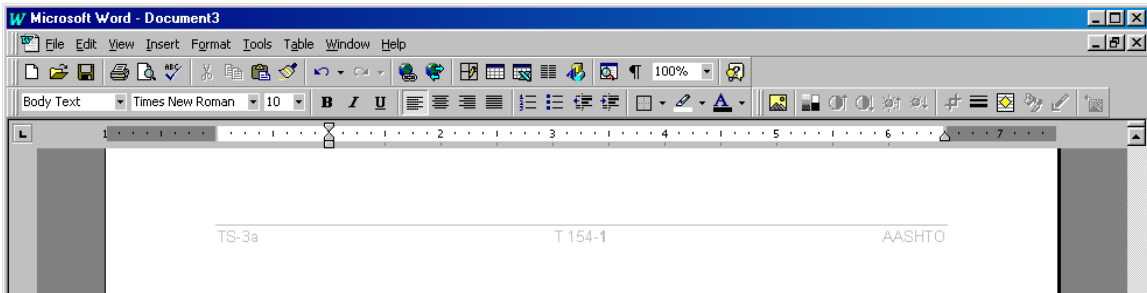 Microsoft Word - Document3
File Edit View Insert Format Tools Table Window Help
ABC ¶ 100%
Body Text Times New Roman 10 B I U A
1 2 3 4 5 6 7
TS-3a T 154-1 AASHTO